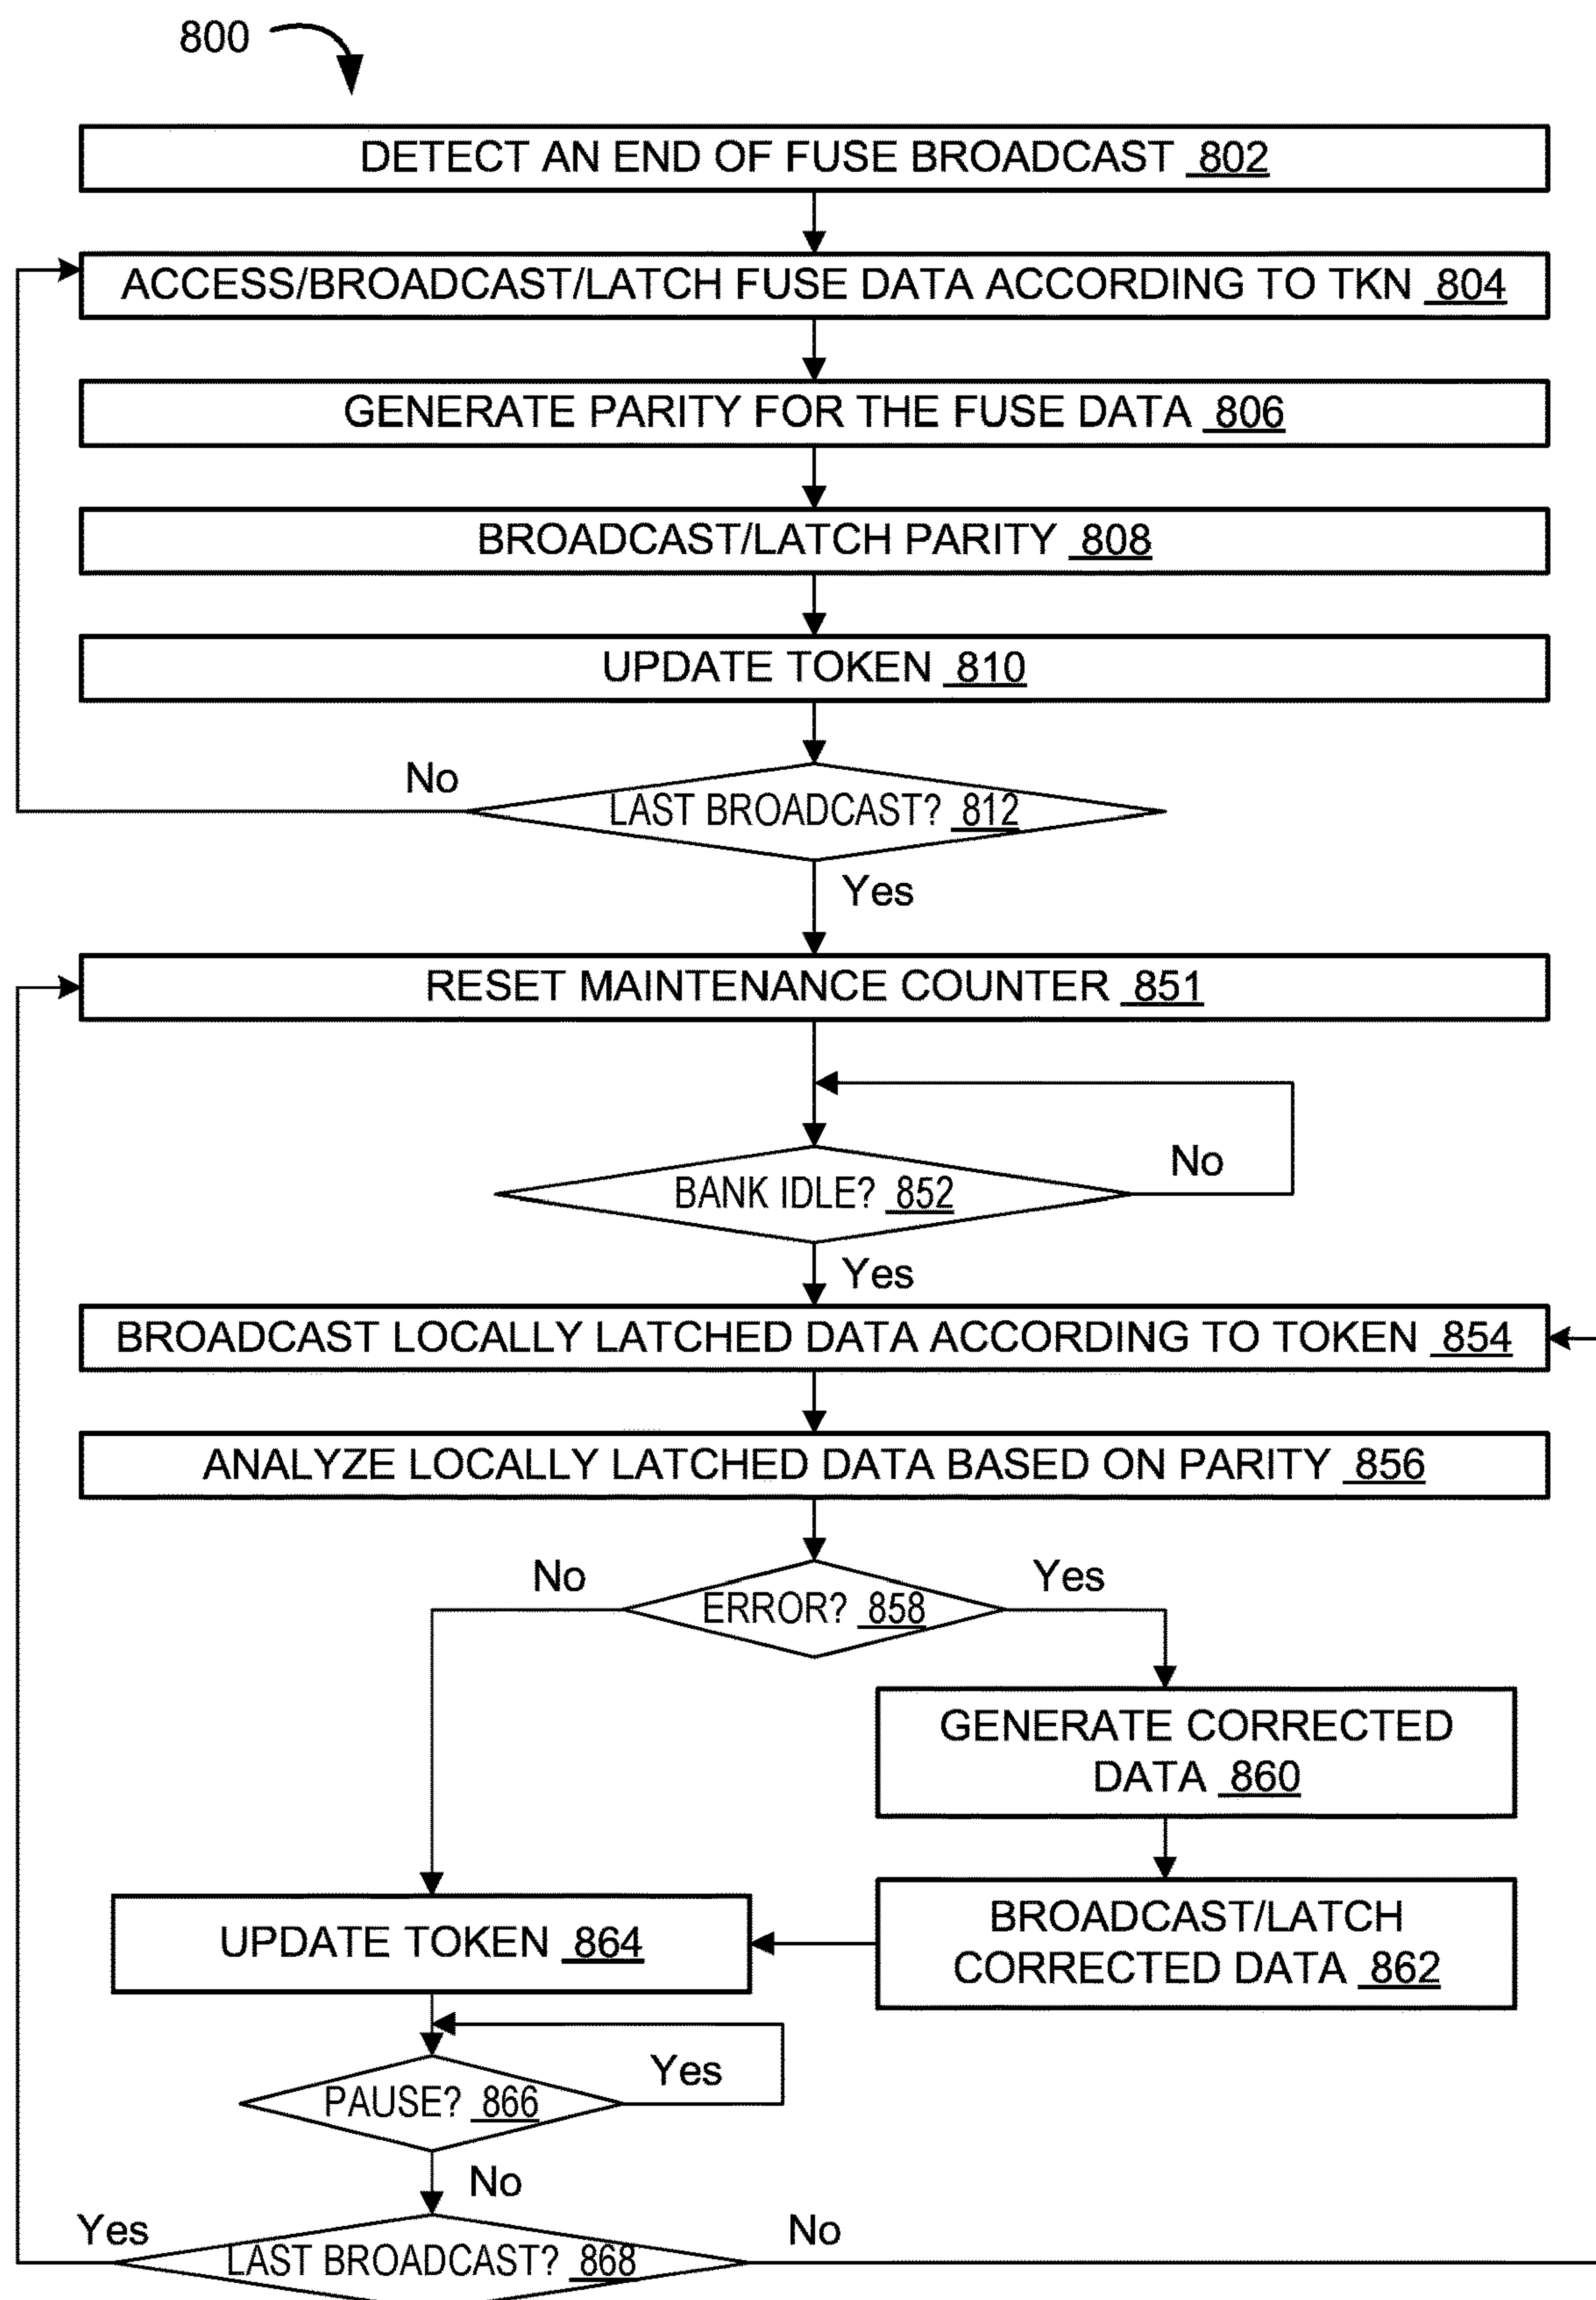 800
DETECT AN END OF FUSE BROADCAST 802
ACCESS/BROADCAST/LATCH FUSE DATA ACCORDING TO TKN 804
GENERATE PARITY FOR THE FUSE DATA 806
BROADCAST/LATCH PARITY 808
UPDATE TOKEN 810
No
LAST BROADCAST? 812
Yes
RESET MAINTENANCE COUNTER 851
No
BANK IDLE? 852
Yes
BROADCAST LOCALLY LATCHED DATA ACCORDING TO TOKEN 854
ANALYZE LOCALLY LATCHED DATA BASED ON PARITY 856
No
Yes
ERROR? 858
GENERATE CORRECTED
DATA 860
BROADCAST/LATCH
CORRECTED DATA 862
UPDATE TOKEN 864
Yes
PAUSE? 866
No
Yes
No
LAST BROADCAST? 868